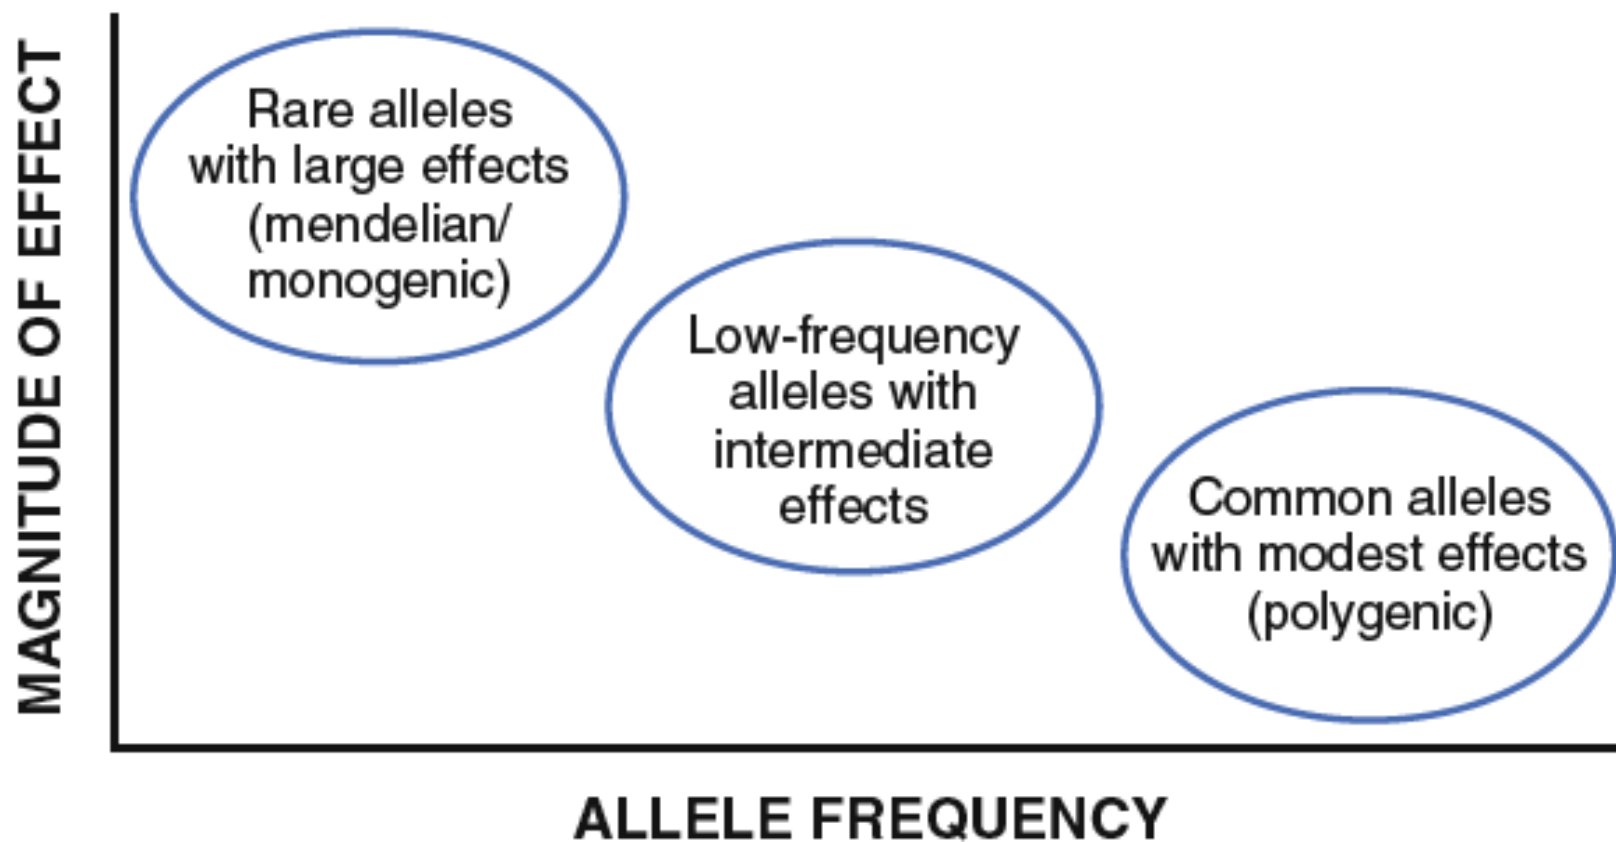 MAGNITUDE OF EFFECT
Rare alleles
with large effects
(mendelian/
monogenic)
Low-frequency
alleles with
intermediate
effects
Common alleles
with modest effects
(polygenic)
ALLELE FREQUENCY